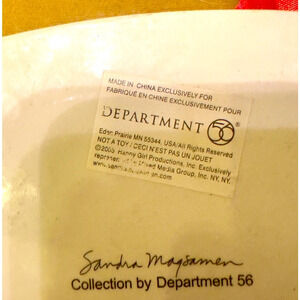 MADE IN CHINA EXCLUSIVELY FOR
FABRIQUÉ EN CHINE EXCLUSIVEMENT POUR
DEPARTMENT 56
Eden Prairie MN 55344, USA/All Rights Reserved
NOT A TOY / CECI N'EST PAS UN JOUET
Girl Productions, Inc. Exclusively
Media Group, Inc. NY, NY.
Sandra Magsamen
Collection by Department 56